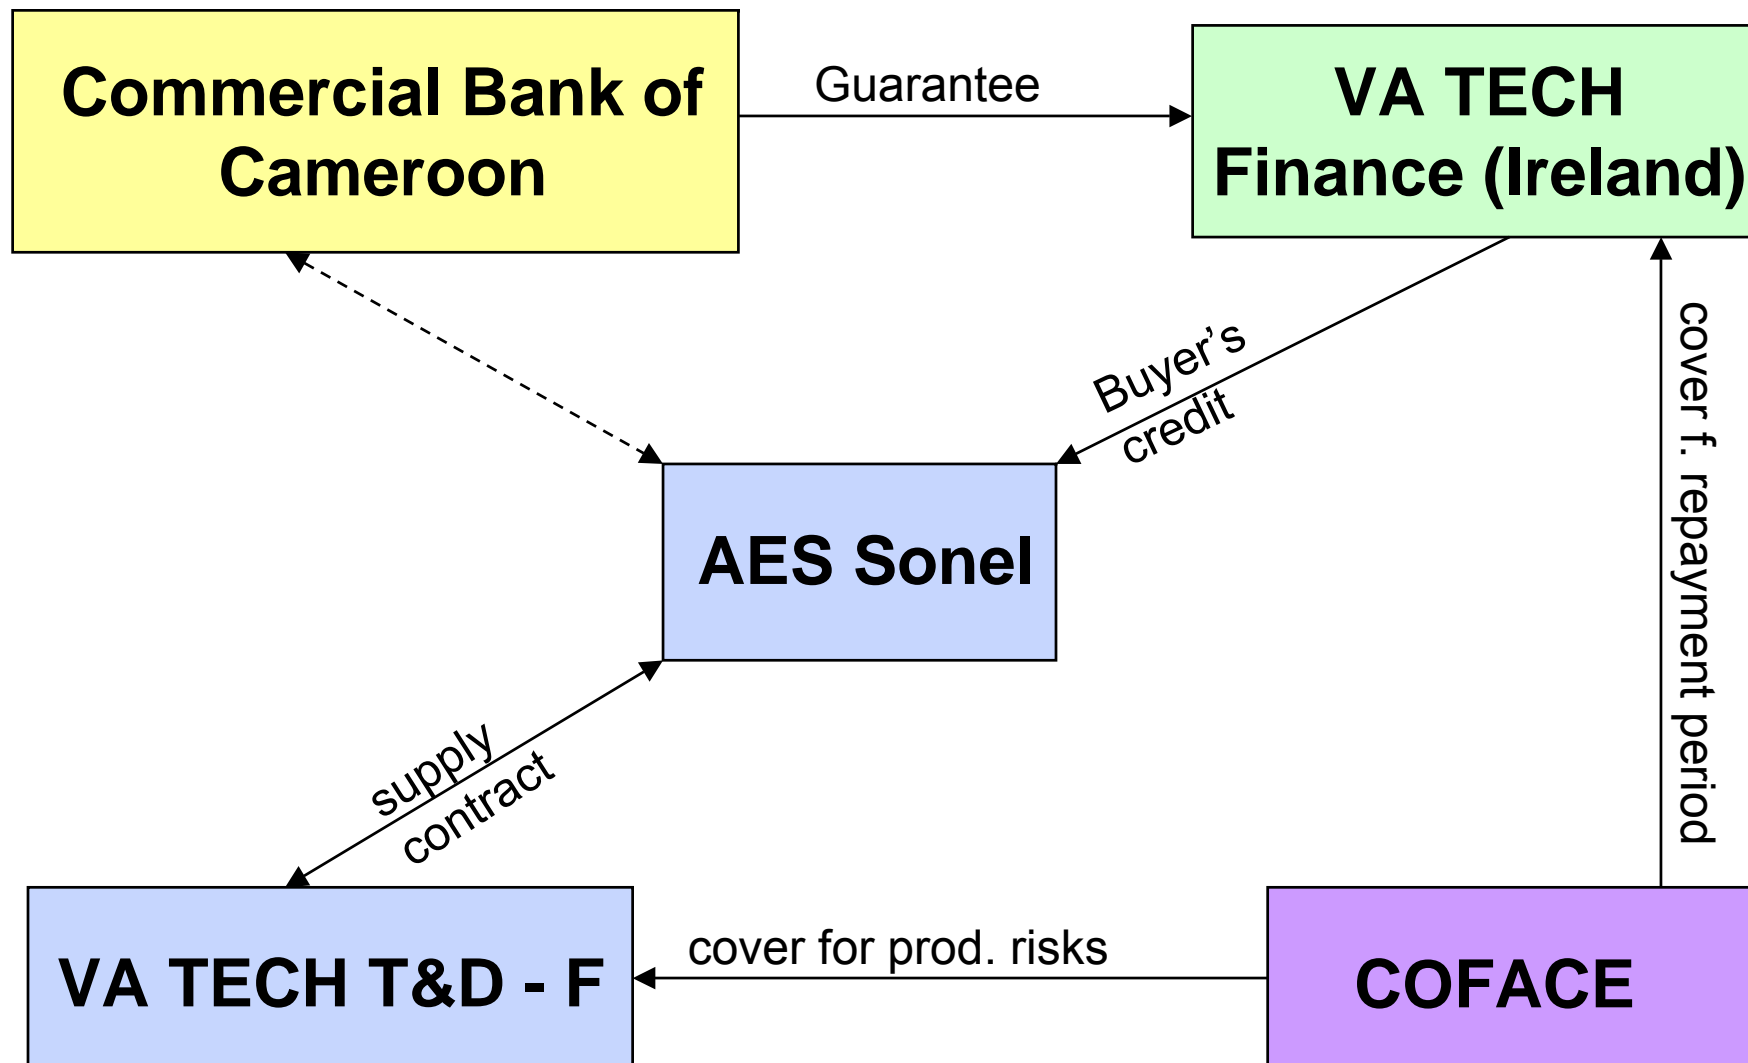 Commercial Bank of
Cameroon
Guarantee
VA TECH
Finance (Ireland)
Buyer’s
credit
cover f. repayment period
AES Sonel
supply
contract
VA TECH T&D - F
cover for prod. risks
COFACE